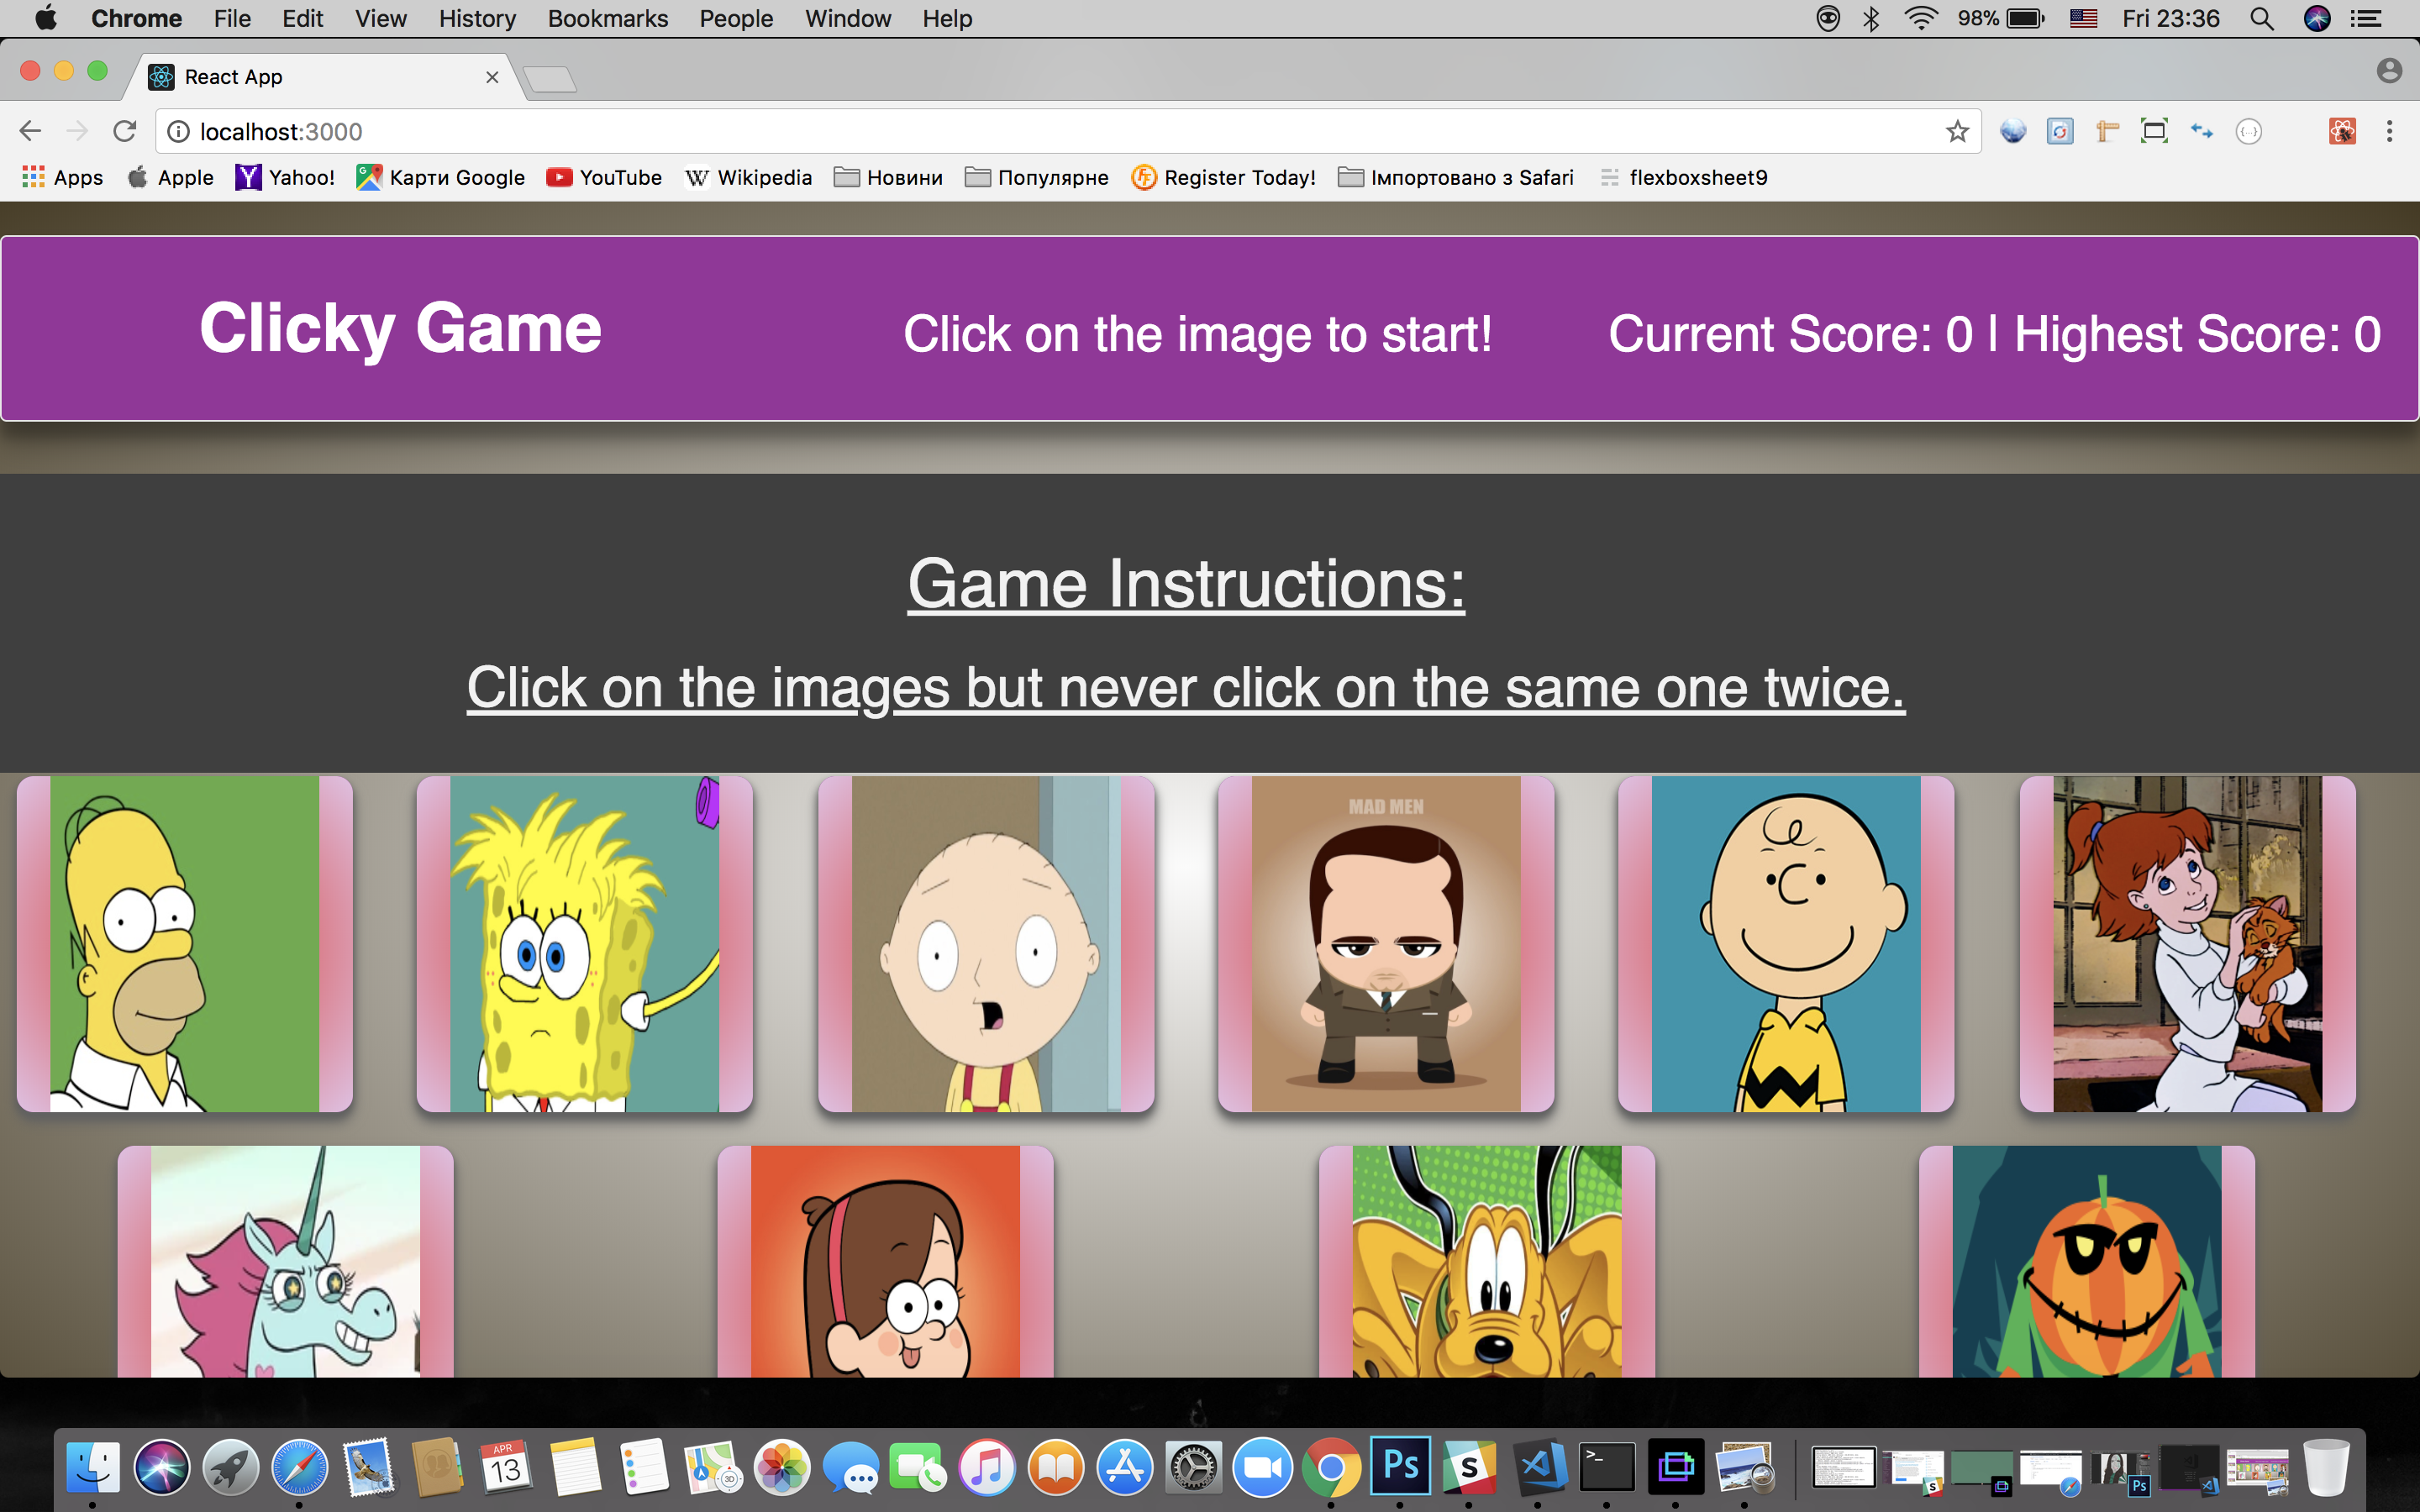 Chrome File Edit View History Bookmarks People Window Help 98% Fri 23:36
React App
localhost:3000
Apps Apple Yahoo! Карти Google YouTube Wikipedia Новини Популярне Register Today! Імпортовано з Safari flexboxsheet9
Clicky Game Click on the image to start! Current Score: 0 | Highest Score: 0
Game Instructions:
Click on the images but never click on the same one twice.
MAD MEN
APR
13
3D
Ps
S
>_